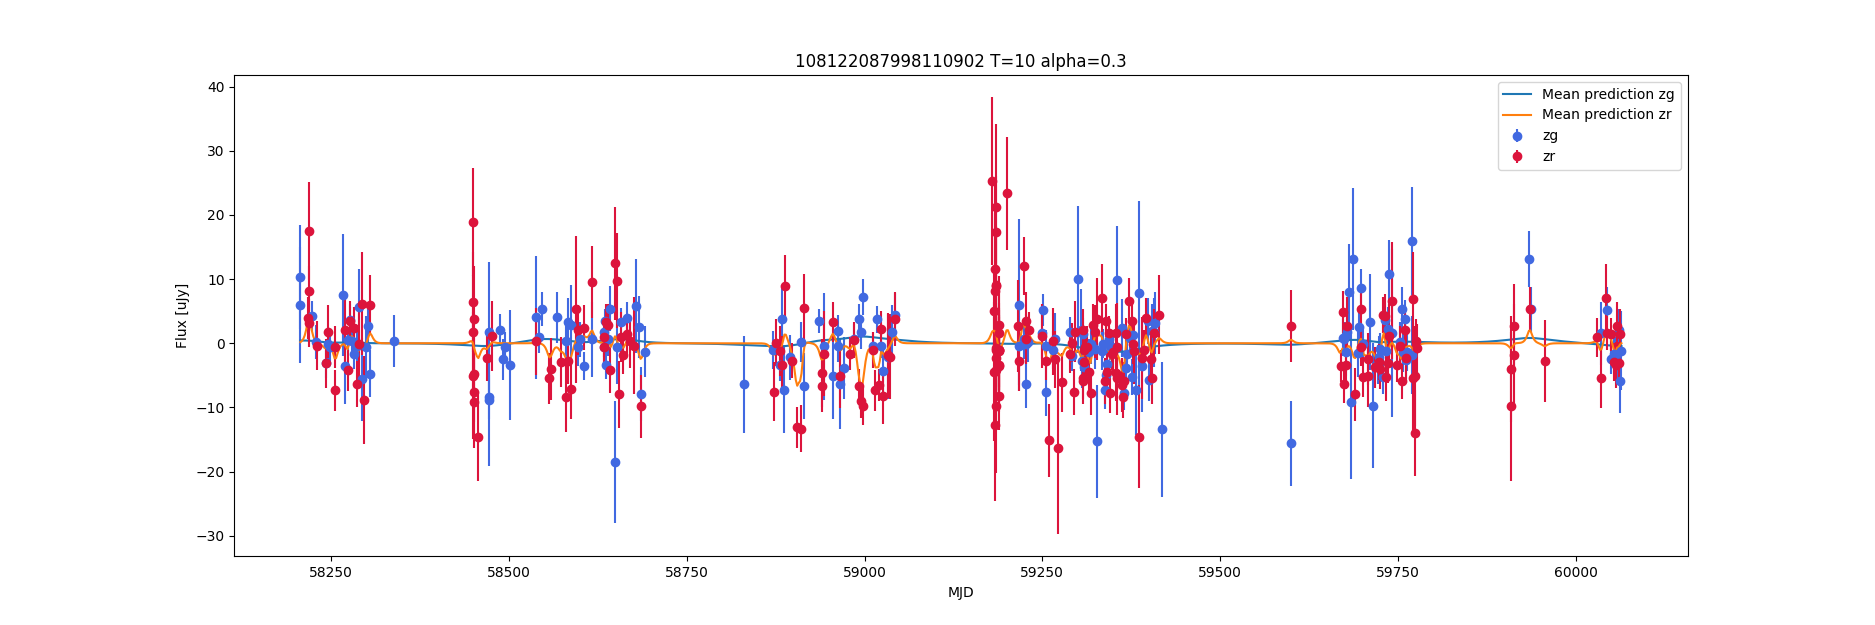 108122087998110902 T=10 alpha=0.3
Mean prediction zg
Mean prediction zr
zg
zr
Flux [uJy]
40
30
20
10
0
−10
−20
−30
58250 58500 58750 59000 59250 59500 59750 60000
MJD